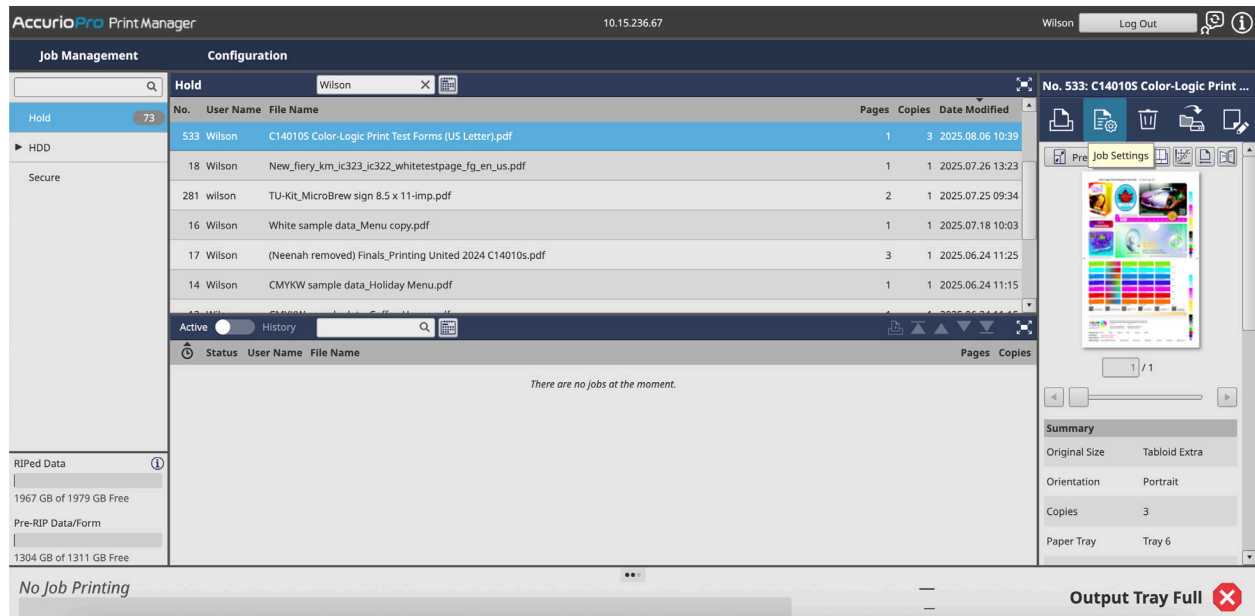 AccurioPro Print Manager
10.15.236.67
Wilson
Log Out
Job Management
Configuration
Hold 73
HDD
Secure
RIPed Data
1967 GB of 1979 GB Free
Pre-RIP Data/Form
1304 GB of 1311 GB Free
Hold
Wilson
No. User Name File Name Pages Copies Date Modified
533 Wilson C14010S Color-Logic Print Test Forms (US Letter).pdf 1 3 2025.08.06 10:39
18 Wilson New_fiery_km_ic323_ic322_whitetestpage_fg_en_us.pdf 1 1 2025.07.26 13:23
281 wilson TU-Kit_MicroBrew sign 8.5 x 11-imp.pdf 2 1 2025.07.25 09:34
16 Wilson White sample data_Menu copy.pdf 1 1 2025.07.18 10:03
17 Wilson (Neenah removed) Finals_Printing United 2024 C14010s.pdf 3 1 2025.06.24 11:25
14 Wilson CMYKW sample data_Holiday Menu.pdf 1 1 2025.06.24 11:15
Active History
Status User Name File Name Pages Copies
There are no jobs at the moment.
No. 533: C14010S Color-Logic Print ...
Pre
Job Settings
1 / 1
Summary
Original Size Tabloid Extra
Orientation Portrait
Copies 3
Paper Tray Tray 6
No Job Printing
Output Tray Full